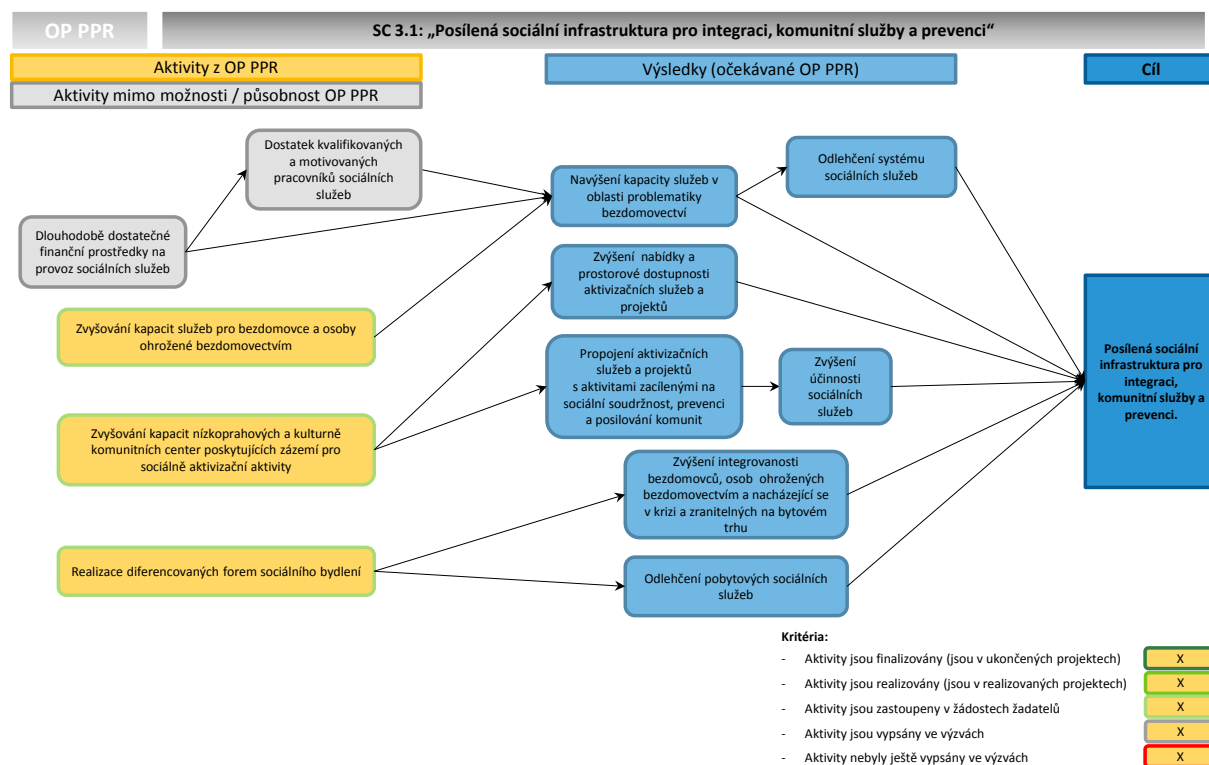 OP PPR
SC 3.1: „Posílená sociální infrastruktura pro integraci, komunitní služby a prevenci“
Aktivity z OP PPR
Výsledky (očekávané OP PPR)
Cíl
Aktivity mimo možnosti / působnost OP PPR
Dostatek kvalifikovaných
a motivovaných
pracovníků sociálních
služeb
Dlouhodobě dostatečné
finanční prostředky na
provoz sociálních služeb
Zvyšování kapacit služeb pro bezdomovce a osoby
ohrožené bezdomovectvím
Zvyšování kapacit nízkoprahových a kulturně
komunitních center poskytujících zázemí pro
sociálně aktivizační aktivity
Realizace diferencovaných forem sociálního bydlení
Navýšení kapacity služeb v
oblasti problematiky
bezdomovectví
Odlehčení systému
sociálních služeb
Zvýšení nabídky a
prostorové dostupnosti
aktivizačních služeb a
projektů
Propojení aktivizačních
služeb a projektů
s aktivitami zacílenými na
sociální soudržnost, prevenci
a posilování komunit
Zvýšení
účinnosti
sociálních
služeb
Zvýšení integrovanosti
bezdomovců, osob ohrožených
bezdomovectvím a nacházející se
v krizi a zranitelných na bytovém
trhu
Odlehčení pobytových sociálních
služeb
Posílená sociální
infrastruktura pro
integraci,
komunitní služby a
prevenci.
Kritéria:
- Aktivity jsou finalizovány (jsou v ukončených projektech) X
- Aktivity jsou realizovány (jsou v realizovaných projektech) X
- Aktivity jsou zastoupeny v žádostech žadatelů X
- Aktivity jsou vypsány ve výzvách X
- Aktivity nebyly ještě vypsány ve výzvách X